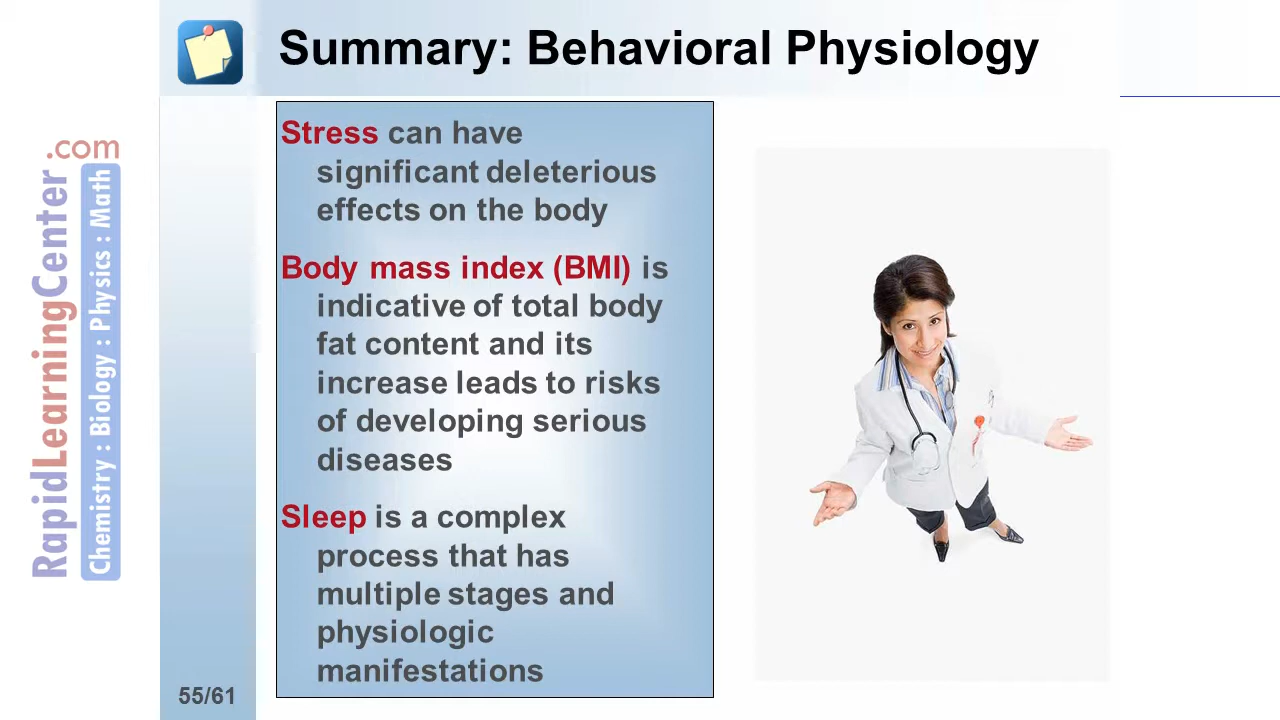 Summary: Behavioral Physiology
Stress can have
significant deleterious
effects on the body
Body mass index (BMI) is
indicative of total body
fat content and its
increase leads to risks
of developing serious
diseases
Sleep is a complex
process that has
multiple stages and
physiologic
manifestations
RapidLearningCenter.com
Chemistry : Biology : Physics : Math
55/61